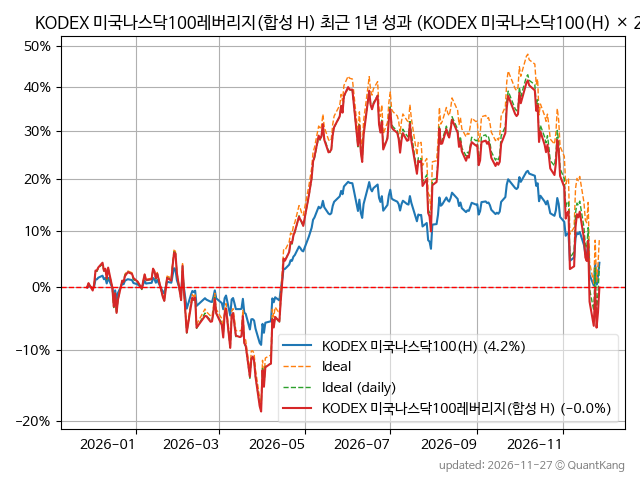 KODEX 미국나스닥100레버리지(합성 H) 최근 1년 성과 (KODEX 미국나스닥100(H) × 2
50%
40%
30%
20%
10%
0%
−10%
−20%
KODEX 미국나스닥100(H) (4.2%)
Ideal
Ideal (daily)
KODEX 미국나스닥100레버리지(합성 H) (−0.0%)
2026-01 2026-03 2026-05 2026-07 2026-09 2026-11
updated: 2026-11-27 © QuantKang